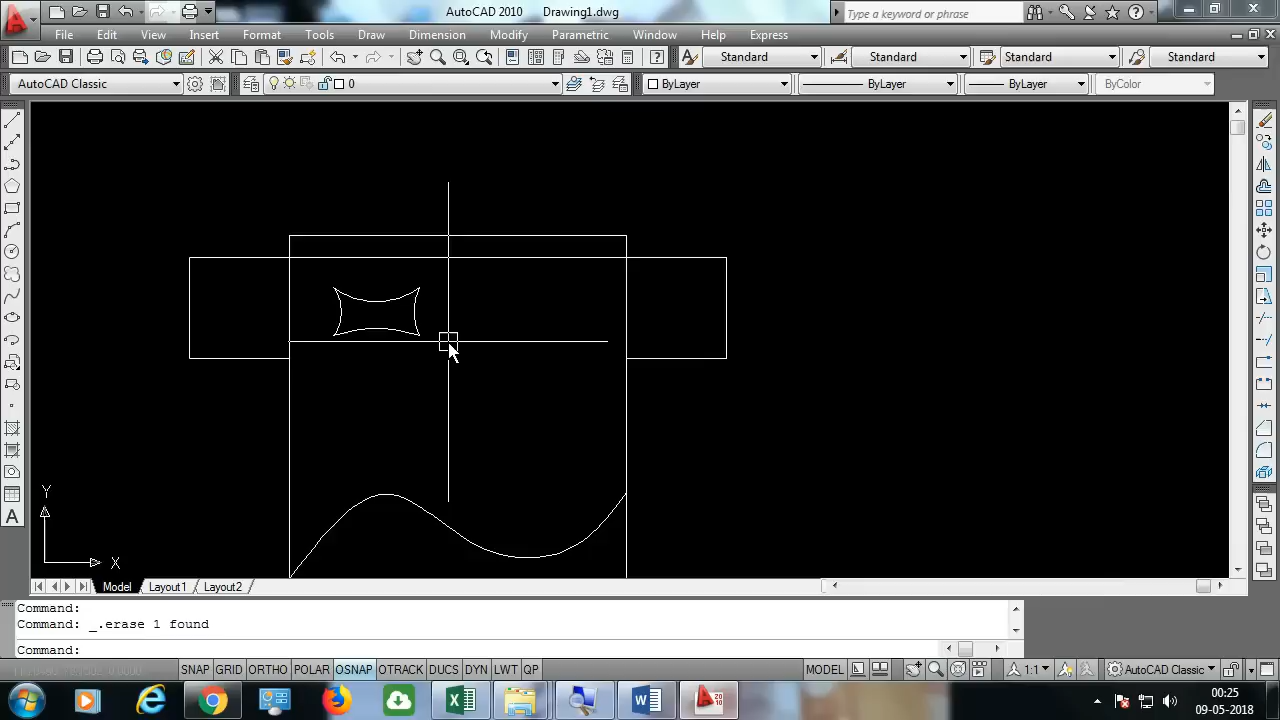 AutoCAD 2010 Drawing1.dwg Type a keyword or phrase
File Edit View Insert Format Tools Draw Dimension Modify Parametric Window Help Express
Standard Standard Standard Standard
AutoCAD Classic 0 ByLayer ByLayer ByLayer ByColor
Y
X
A
Model Layout1 Layout2
Command:
Command: _.erase 1 found
Command:
SNAP GRID ORTHO POLAR OSNAP OTRACK DUCS DYN LWT QP MODEL 1:1 AutoCAD Classic
00:25
09-05-2018